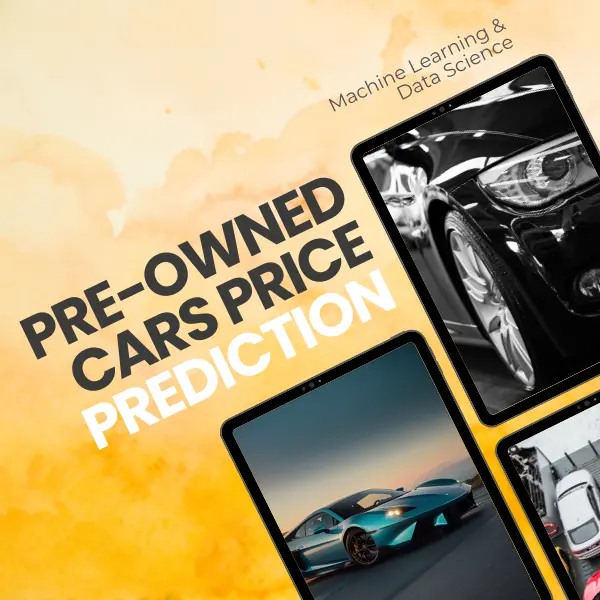 Machine Learning &
Data Science
PRE-OWNED
CARS PRICE
PREDICTION